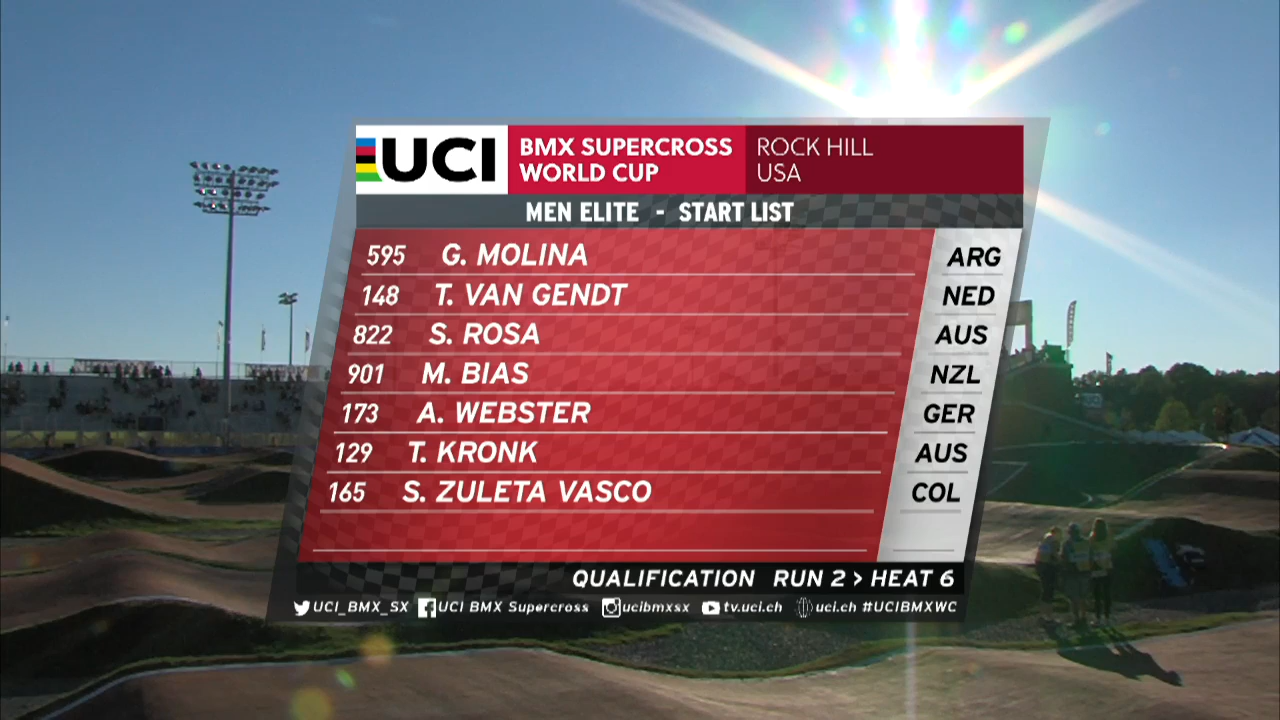 UCI BMX SUPERCROSS WORLD CUP ROCK HILL USA
MEN ELITE - START LIST
595 G. MOLINA ARG
148 T. VAN GENDT NED
822 S. ROSA AUS
901 M. BIAS NZL
173 A. WEBSTER GER
129 T. KRONK AUS
165 S. ZULETA VASCO COL
QUALIFICATION RUN 2 > HEAT 6
UCI_BMX_SX UCI BMX Supercross ucibmxsx tv.uci.ch uci.ch #UCIBMXWC